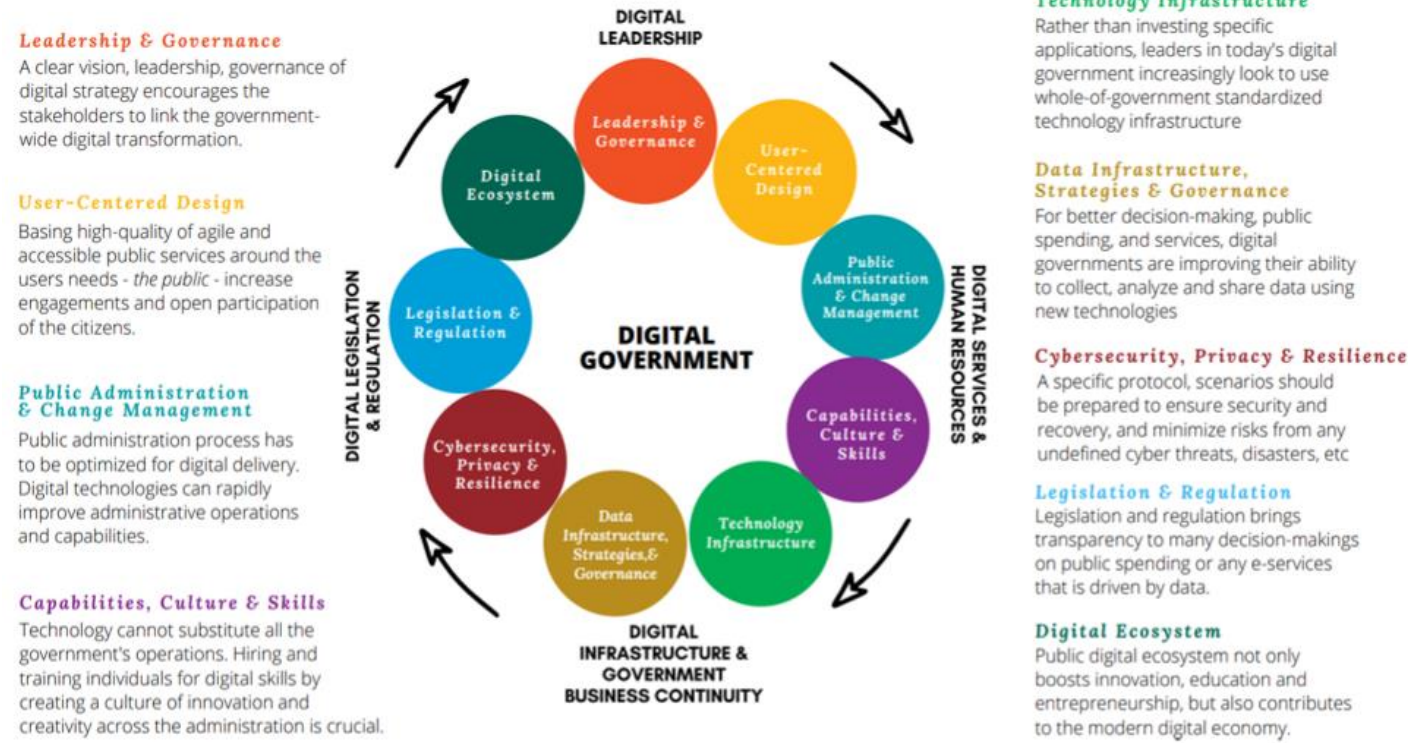 Leadership & Governance
A clear vision, leadership, governance of
digital strategy encourages the
stakeholders to link the government-
wide digital transformation.
User-Centered Design
Basing high-quality of agile and
accessible public services around the
users needs - the public - increase
engagements and open participation
of the citizens.
Public Administration
& Change Management
Public administration process has
to be optimized for digital delivery.
Digital technologies can rapidly
improve administrative operations
and capabilities.
Capabilities, Culture & Skills
Technology cannot substitute all the
government's operations. Hiring and
training individuals for digital skills by
creating a culture of innovation and
creativity across the administration is crucial.
DIGITAL
LEADERSHIP
Leadership &
Governance
User-
Centered
Design
Public
Administration
& Change
Management
DIGITAL SERVICES &
HUMAN RESOURCES
Capabilities,
Culture &
Skills
Technology
Infrastructure
Data
Infrastructure,
Strategies,&
Governance
DIGITAL
INFRASTRUCTURE &
GOVERNMENT
BUSINESS CONTINUITY
Cybersecurity,
Privacy &
Resilience
Legislation &
Regulation
DIGITAL LEGISLATION
& REGULATION
Digital
Ecosystem
DIGITAL
GOVERNMENT
Technology Infrastructure
Rather than investing specific
applications, leaders in today's digital
government increasingly look to use
whole-of-government standardized
technology infrastructure
Data Infrastructure,
Strategies & Governance
For better decision-making, public
spending, and services, digital
governments are improving their ability
to collect, analyze and share data using
new technologies
Cybersecurity, Privacy & Resilience
A specific protocol, scenarios should
be prepared to ensure security and
recovery, and minimize risks from any
undefined cyber threats, disasters, etc
Legislation & Regulation
Legislation and regulation brings
transparency to many decision-makings
on public spending or any e-services
that is driven by data.
Digital Ecosystem
Public digital ecosystem not only
boosts innovation, education and
entrepreneurship, but also contributes
to the modern digital economy.